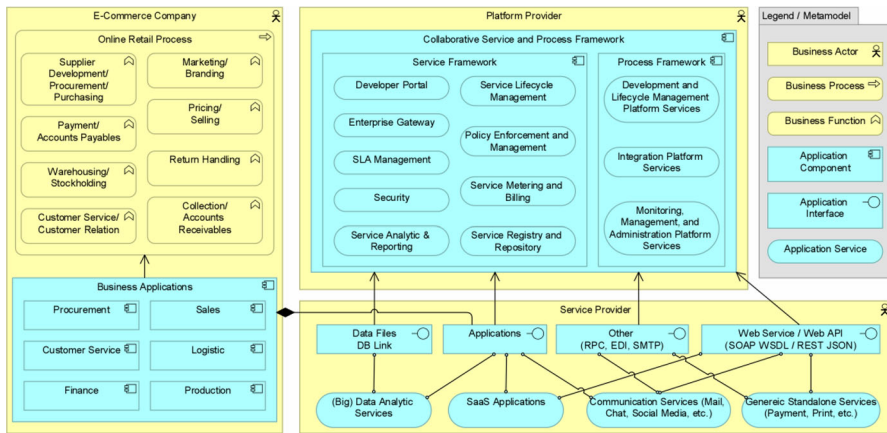 E-Commerce Company
Online Retail Process
Supplier
Development/
Procurement/
Purchasing
Marketing/
Branding
Pricing/
Selling
Payment/
Accounts Payables
Return Handling
Warehousing/
Stockholding
Customer Service/
Customer Relation
Collection/
Accounts
Receivables
Business Applications
Procurement
Sales
Customer Service
Logistic
Finance
Production
Platform Provider
Collaborative Service and Process Framework
Service Framework
Developer Portal
Service Lifecycle
Management
Enterprise Gateway
Policy Enforcement and
Management
SLA Management
Security
Service Metering and
Billing
Service Analytic &
Reporting
Service Registry and
Repository
Process Framework
Development and
Lifecycle Management
Platform Services
Integration Platform
Services
Monitoring,
Management, and
Administration Platform
Services
Service Provider
Data Files
DB Link
Applications
Other
(RPC, EDI, SMTP)
Web Service / Web API
(SOAP WSDL / REST JSON)
(Big) Data Analytic
Services
SaaS Applications
Communication Services (Mail,
Chat, Social Media, etc.)
Genereic Standalone Services
(Payment, Print, etc.)
Legend / Metamodel
Business Actor
Business Process
Business Function
Application
Component
Application
Interface
Application Service